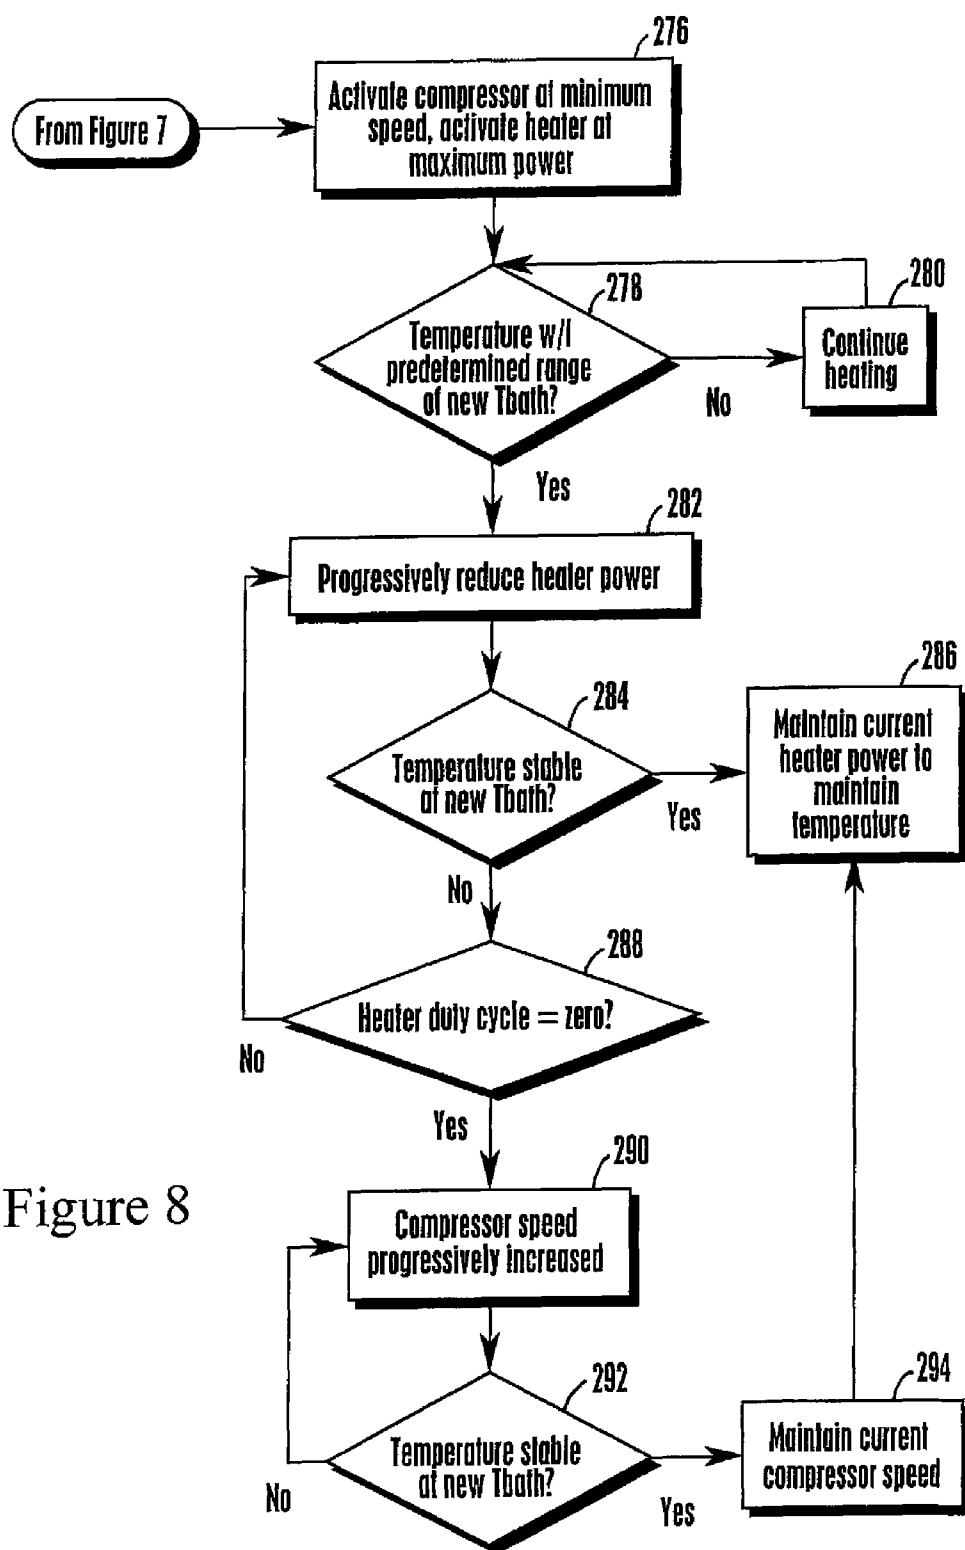 276
Activate compressor at minimum
speed, activate heater at
maximum power
From Figure 7
278
Temperature w/I
predetermined range
of new Tbath?
280
Continue
heating
No
Yes
282
Progressively reduce heater power
284
Temperature stable
at new Tbath?
286
Maintain current
heater power to
maintain
temperature
Yes
No
288
Heater duty cycle = zero?
No
Yes
290
Figure 8
Compressor speed
progressively increased
292
Temperature stable
at new Tbath?
294
Maintain current
compressor speed
No
Yes